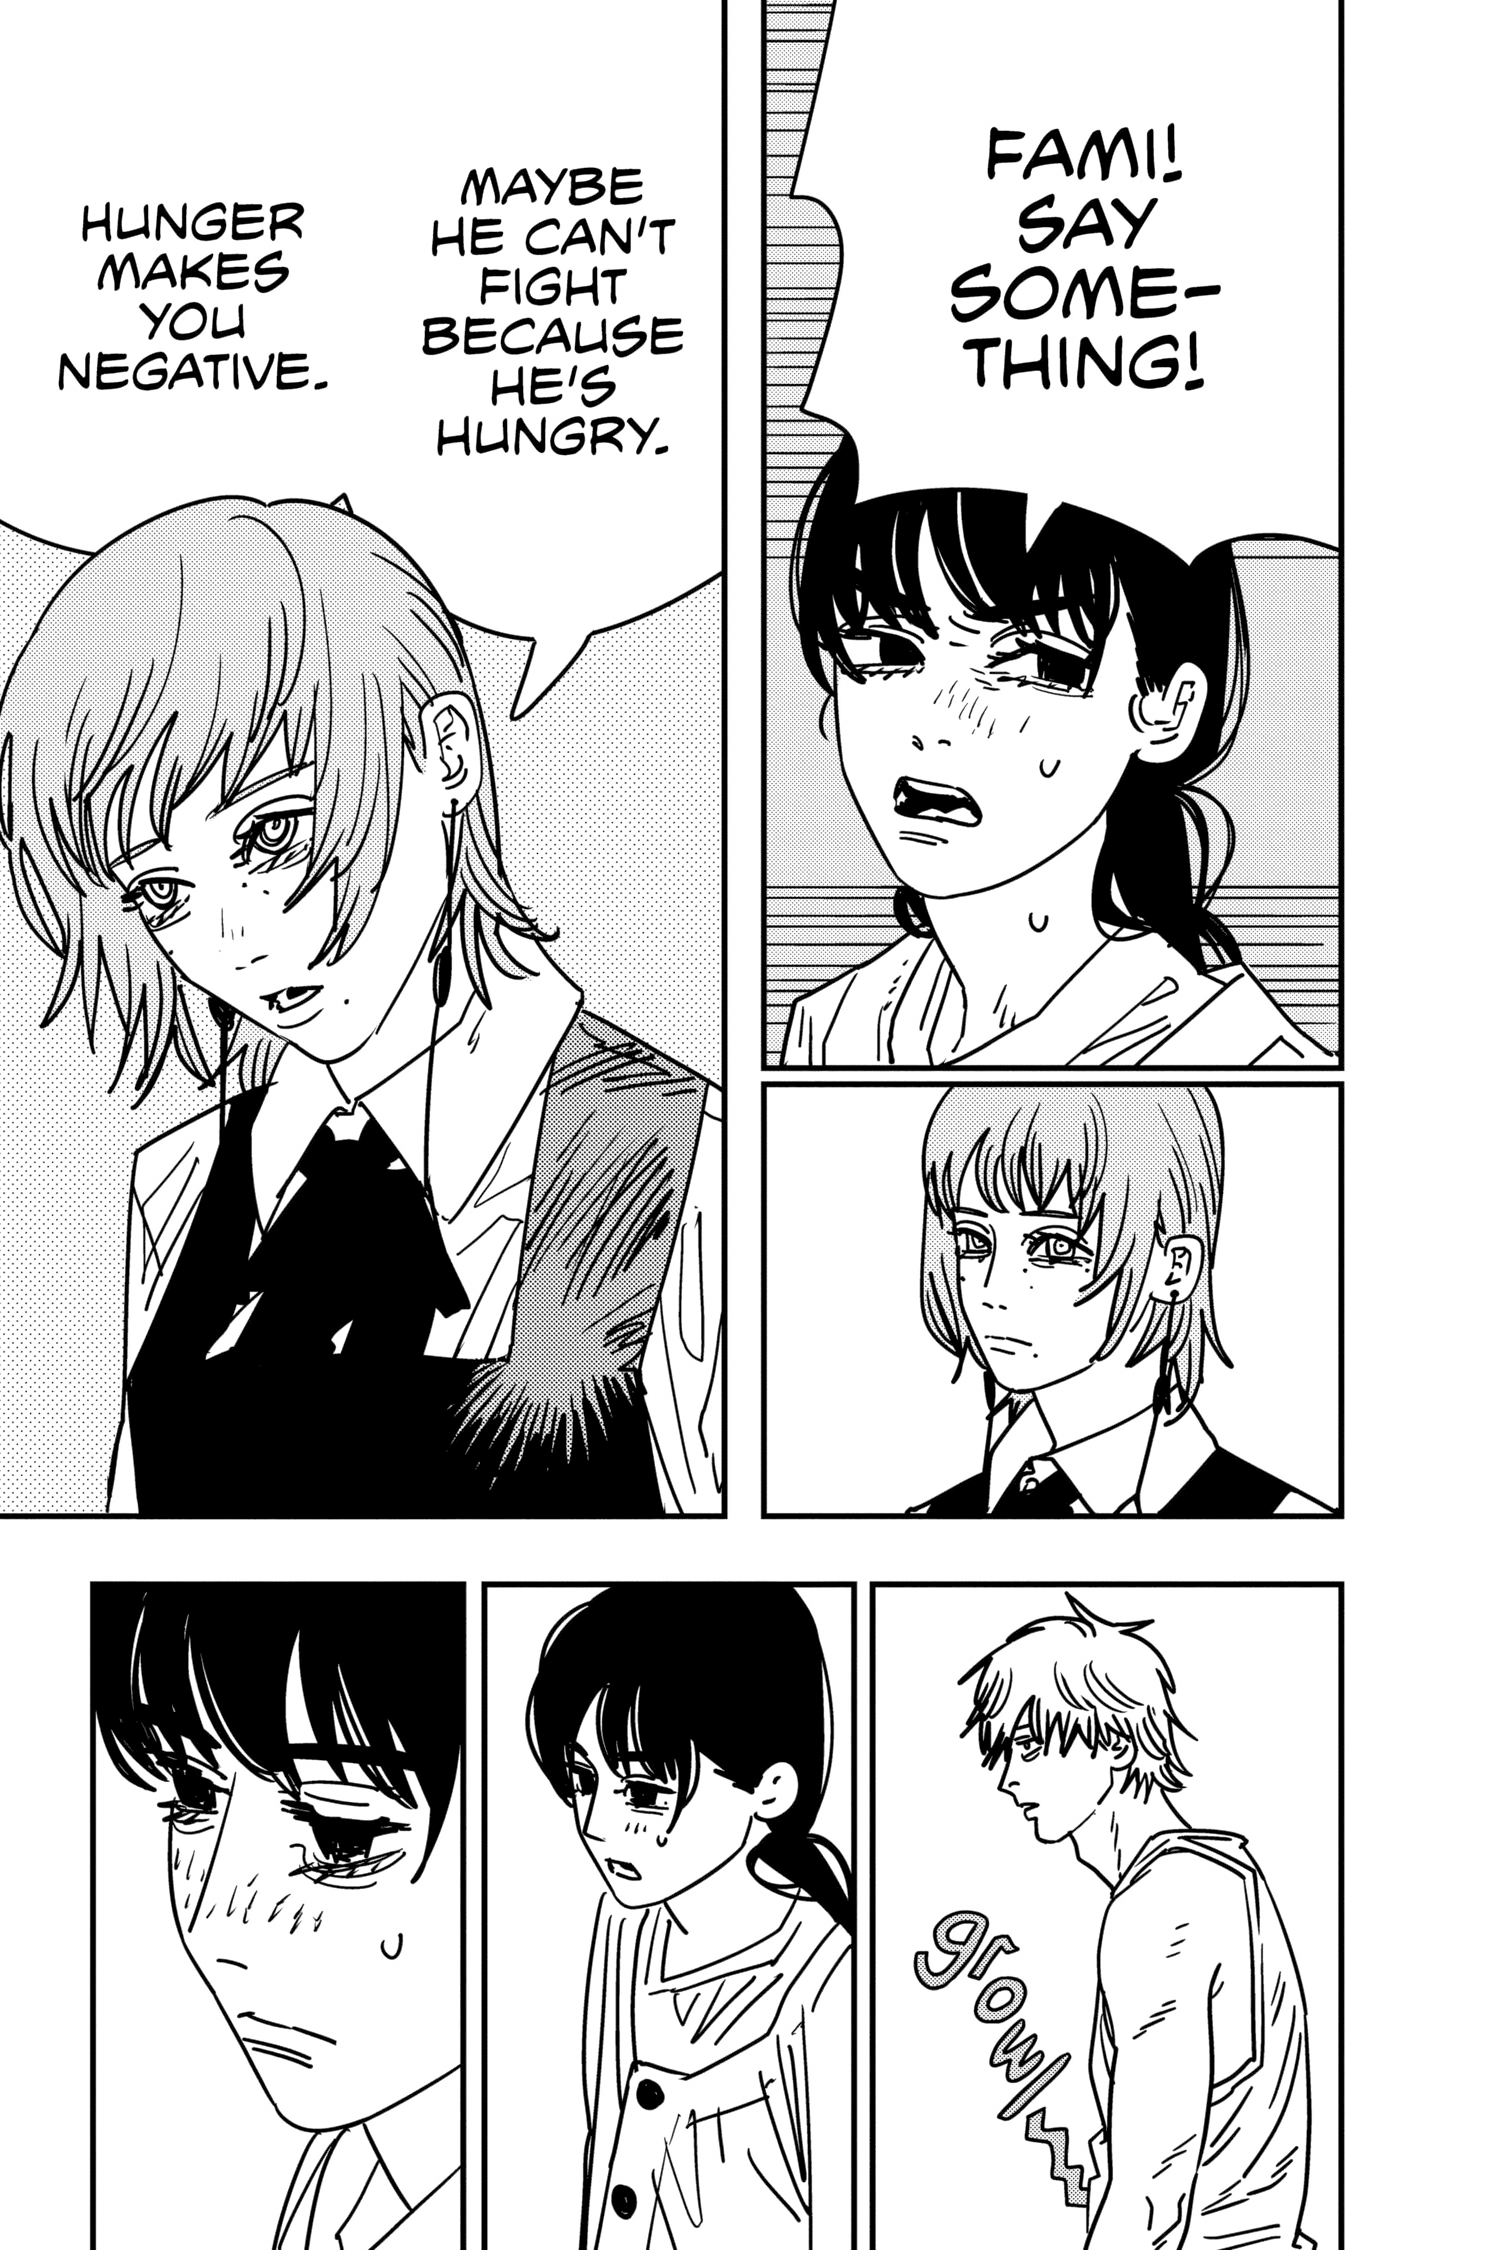 FAMI!
SAY
SOME-
THING!
MAYBE
HE CAN'T
FIGHT
BECAUSE
HE'S
HUNGRY.
HUNGER
MAKES
YOU
NEGATIVE.
growl